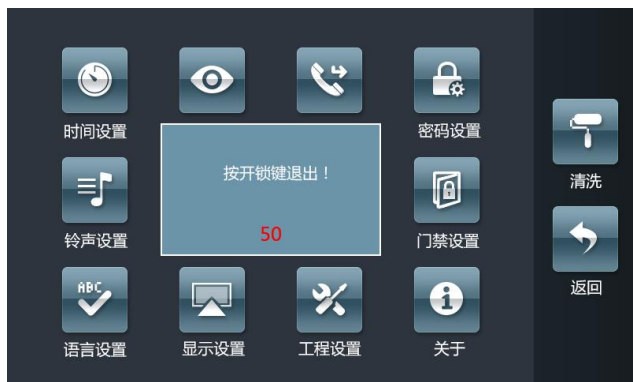 时间设置
密码设置
按开锁键退出！
50
清洗
铃声设置
门禁设置
返回
ABC
语言设置
显示设置
工程设置
关于